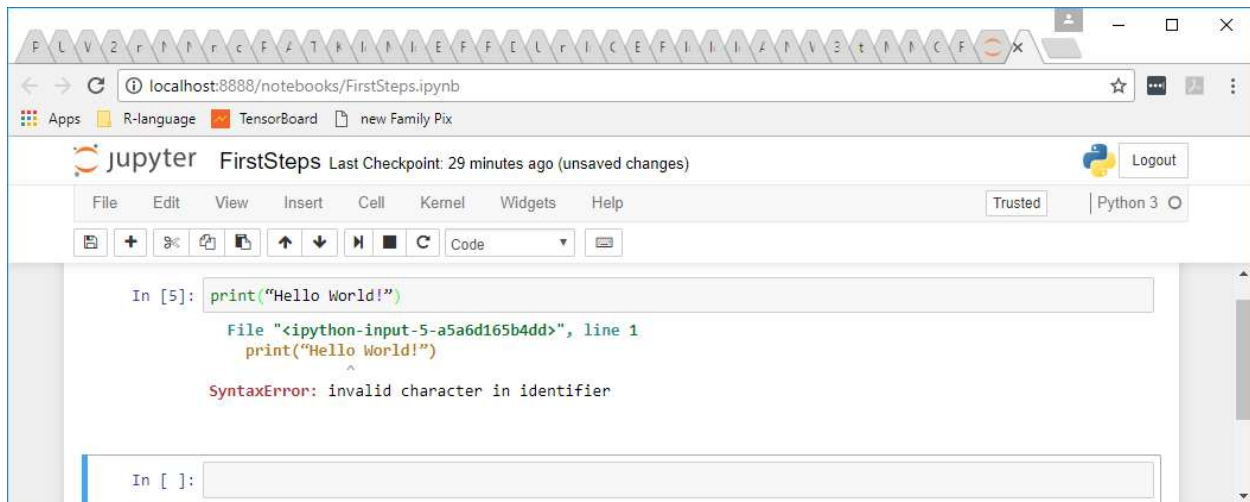 P L V 2 r N N r c F A T K I N I E F F E L r I C E F I I I A N V 3 t N N C F
localhost:8888/notebooks/FirstSteps.ipynb
Apps R-language TensorBoard new Family Pix
jupyter FirstSteps Last Checkpoint: 29 minutes ago (unsaved changes) Logout
File Edit View Insert Cell Kernel Widgets Help Trusted Python 3
Code
In [5]: print(“Hello World!”)
File "<ipython-input-5-a5a6d165b4dd>", line 1
print(“Hello World!”)
^
SyntaxError: invalid character in identifier
In [ ]: